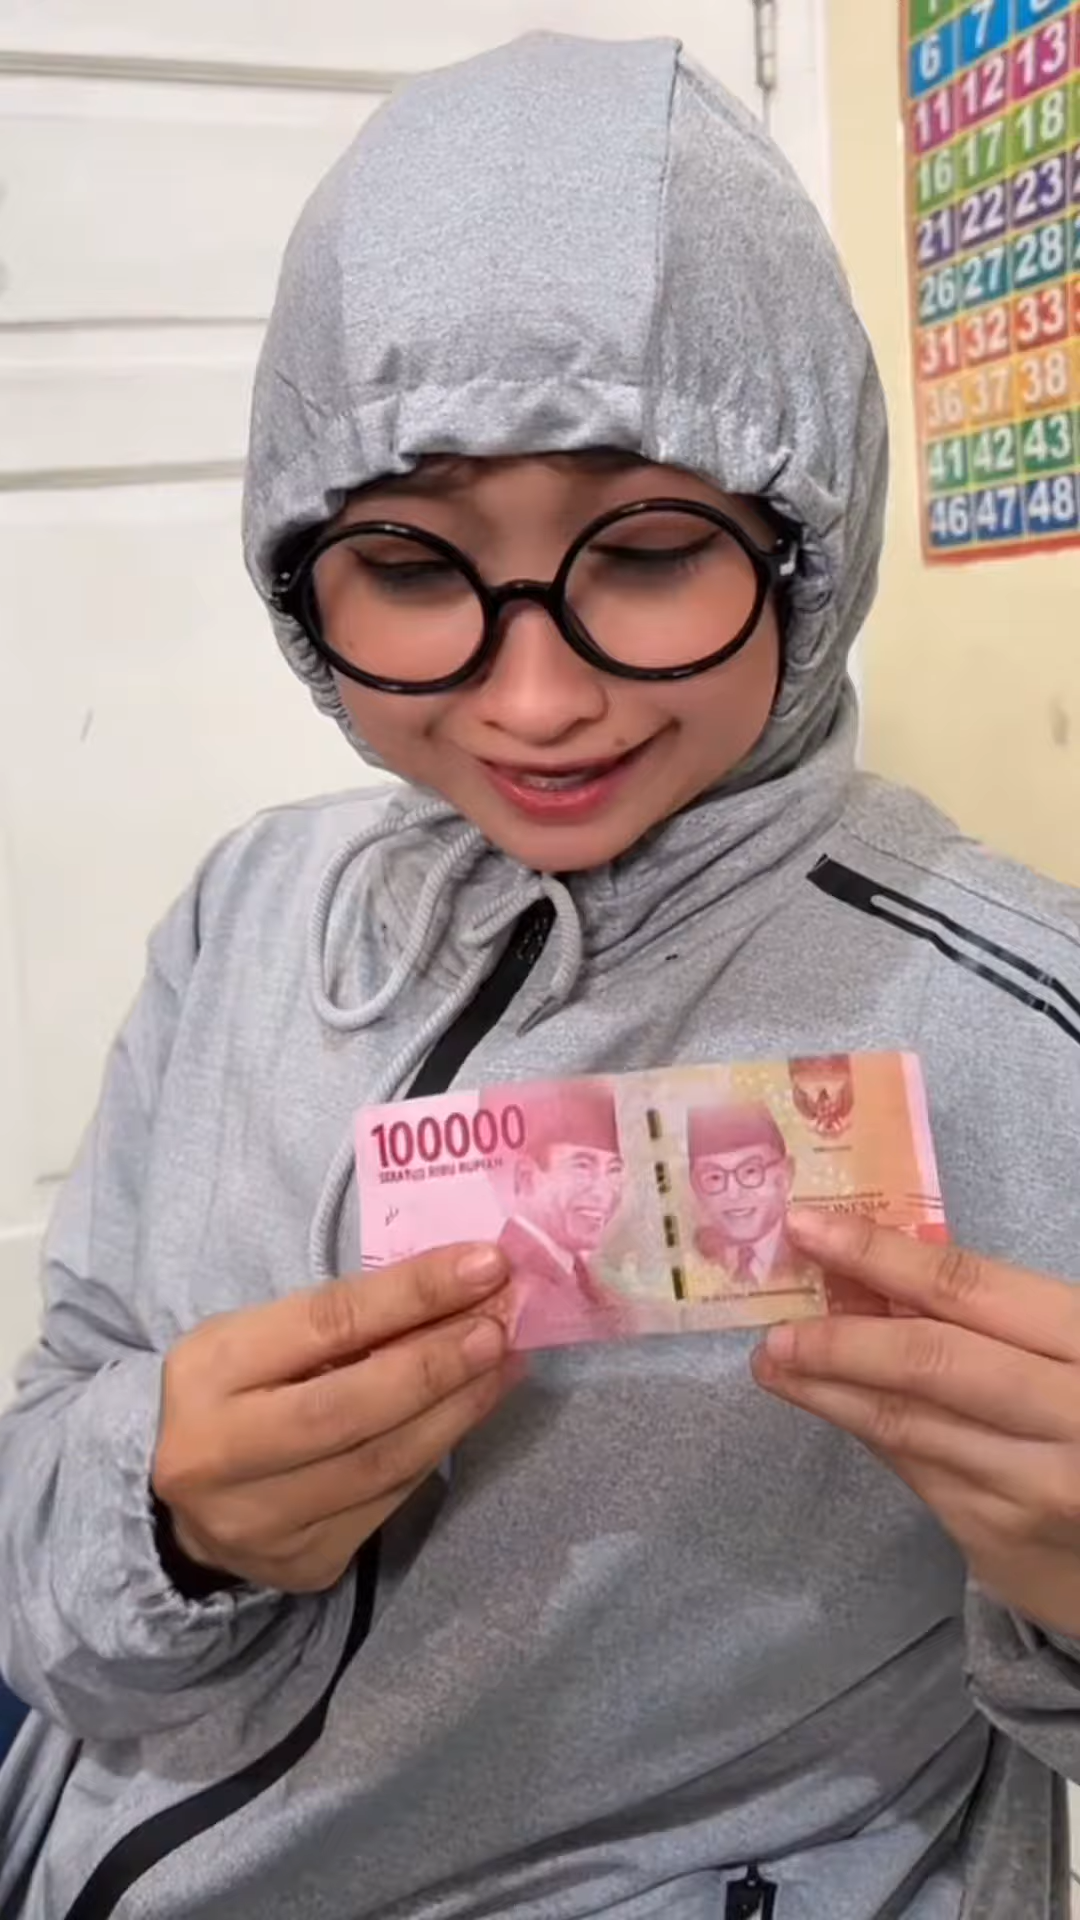 6 7
11 12 13
16 17 18
21 22 23
26 27 28
31 32 33
36 37 38
41 42 43
46 47 48
100000
SERATUS RIBU RUPIAH